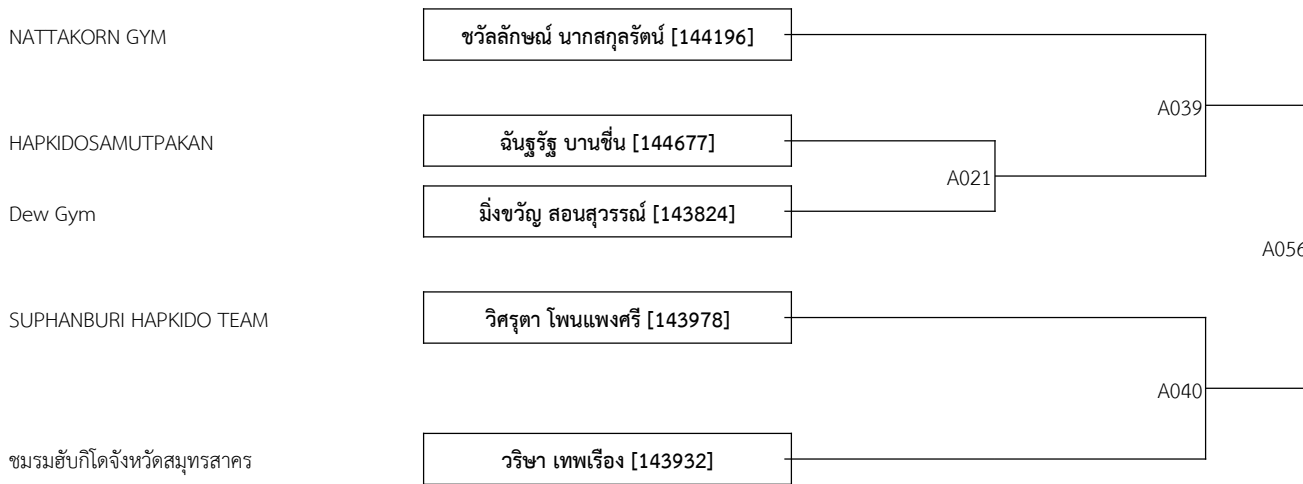 NATTAKORN GYM
ชวัลลักษณ์ นากสกุลรัตน์ [144196]
A039
HAPKIDOSAMUTPAKAN
ฉันฐรัฐ บานชื่น [144677]
A021
Dew Gym
มิ่งขวัญ สอนสุวรรณ์ [143824]
A056
SUPHANBURI HAPKIDO TEAM
วิศรุตา โพนแพงศรี [143978]
A040
ชมรมฮับกิโดจังหวัดสมุทรสาคร
วริษา เทพเรือง [143932]